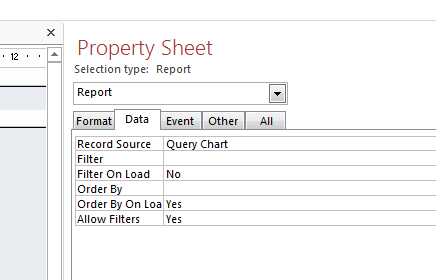 · 12 ·
Property Sheet
Selection type: Report
Report
Format Data Event Other All
Record Source Query Chart
Filter
Filter On Load No
Order By
Order By On Loa Yes
Allow Filters Yes